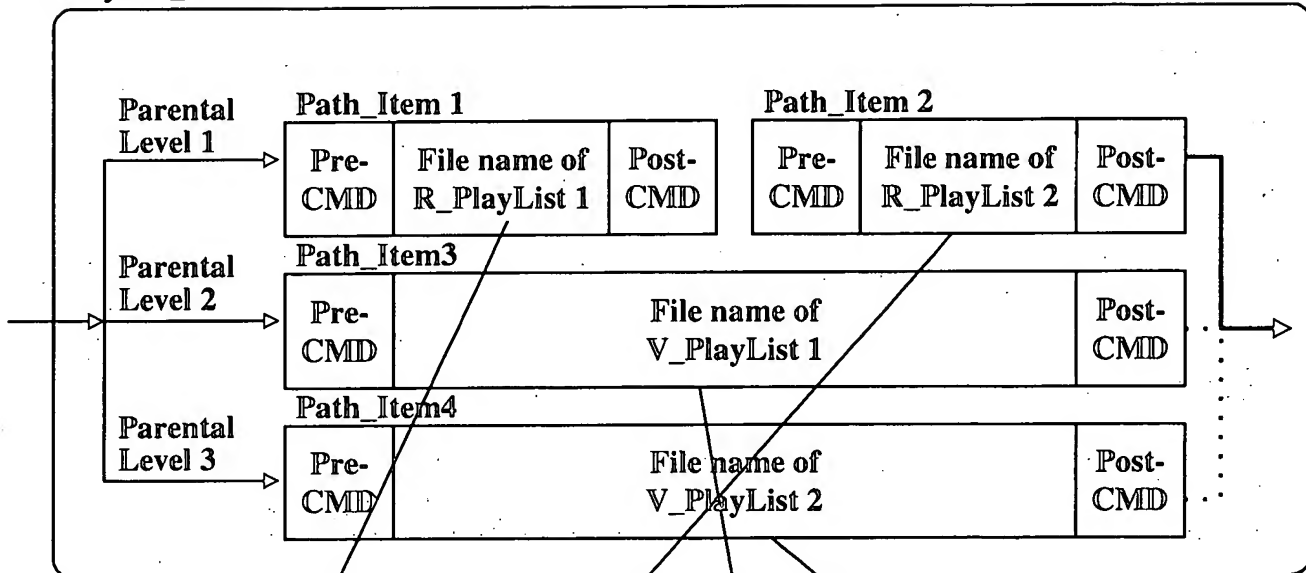 Parental
Level 1
Path_Item 1
Pre-
CMD
File name of
R_PlayList 1
Post-
CMD
Path_Item 2
Pre-
CMD
File name of
R_PlayList 2
Post-
CMD
Parental
Level 2
Path_Item3
Pre-
CMD
File name of
V_PlayList 1
Post-
CMD
Parental
Level 3
Path_Item4
Pre-
CMD
File name of
V_PlayList 2
Post-
CMD